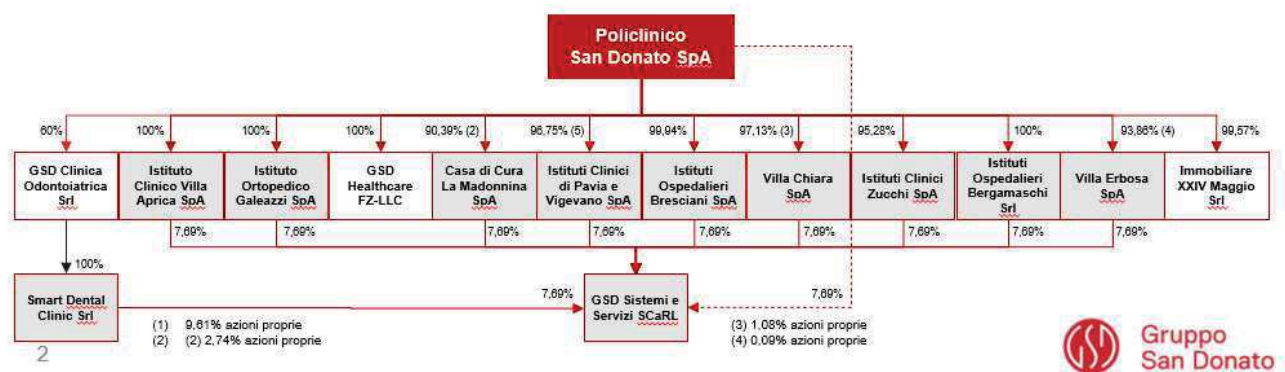 Policlinico
San Donato SpA
60%
100%
100%
100%
90,39% (2)
96,75% (5)
99,94%
97,13% (3)
95,28%
100%
93,86% (4)
99,57%
GSD Clinica
Odontoiatrica
Srl
Istituto
Clinico Villa
Aprica SpA
Istituto
Ortopedico
Galeazzi SpA
GSD
Healthcare
FZ-LLC
Casa di Cura
La Madonnina
SpA
Istituti Clinici
di Pavia e
Vigevano SpA
Istituti
Ospedalieri
Bresciani SpA
Villa Chiara
SpA
Istituti Clinici
Zucchi SpA
Istituti
Ospedalieri
Bergamaschi
Srl
Villa Erbosa
SpA
Immobiliare
XXIV Maggio
Srl
7,69%
7,69%
7,69%
7,69%
7,69%
7,69%
7,69%
7,69%
7,69%
100%
Smart Dental
Clinic Srl
7,69%
GSD Sistemi e
Servizi SCaRL
7,69%
(1) 9,61% azioni proprie
(2) (2) 2,74% azioni proprie
(3) 1,08% azioni proprie
(4) 0,09% azioni proprie
2
GSD
Gruppo
San Donato